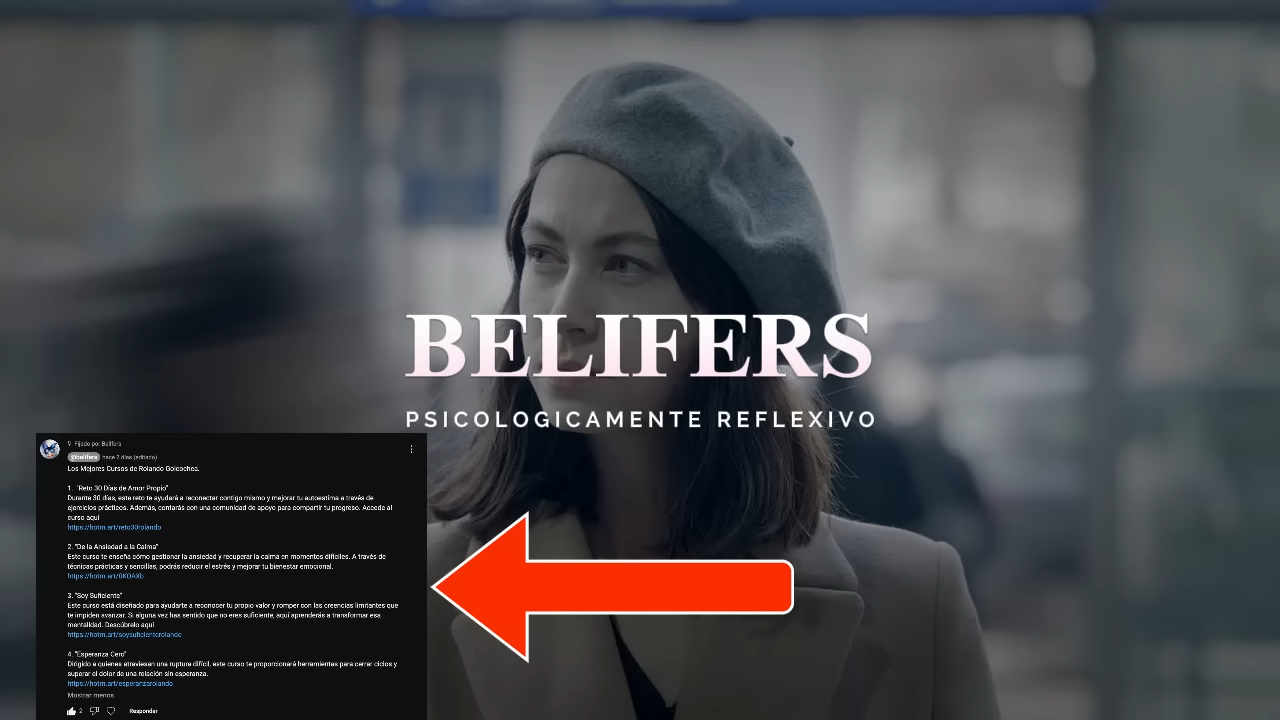 BELIFERS
PSICOLOGICAMENTE REFLEXIVO
Fijado por Belifers
@belifers hace 2 días (editado)
Los Mejores Cursos de Rolando Goicochea.
1. "Reto 30 Días de Amor Propio"
Durante 30 días, este reto te ayudará a reconectar contigo mismo y mejorar tu autoestima a través de
ejercicios prácticos. Además, contarás con una comunidad de apoyo para compartir tu progreso. Accede al
curso aquí
https://hotm.art/reto30rolando
2. "De la Ansiedad a la Calma"
Este curso te enseña cómo gestionar la ansiedad y recuperar la calma en momentos difíciles. A través de
técnicas prácticas y sencillas, podrás reducir el estrés y mejorar tu bienestar emocional.
https://hotm.art/0KOAXb
3. "Soy Suficiente"
Este curso está diseñado para ayudarte a reconocer tu propio valor y romper con las creencias limitantes que
te impiden avanzar. Si alguna vez has sentido que no eres suficiente, aquí aprenderás a transformar esa
mentalidad. Descúbrelo aquí
https://hotm.art/soysuficienterolando
4. "Esperanza Cero"
Dirigido a quienes atraviesan una ruptura difícil, este curso te proporcionará herramientas para cerrar ciclos y
superar el dolor de una relación sin esperanza.
https://hotm.art/esperanzarolando
Mostrar menos
2 Responder